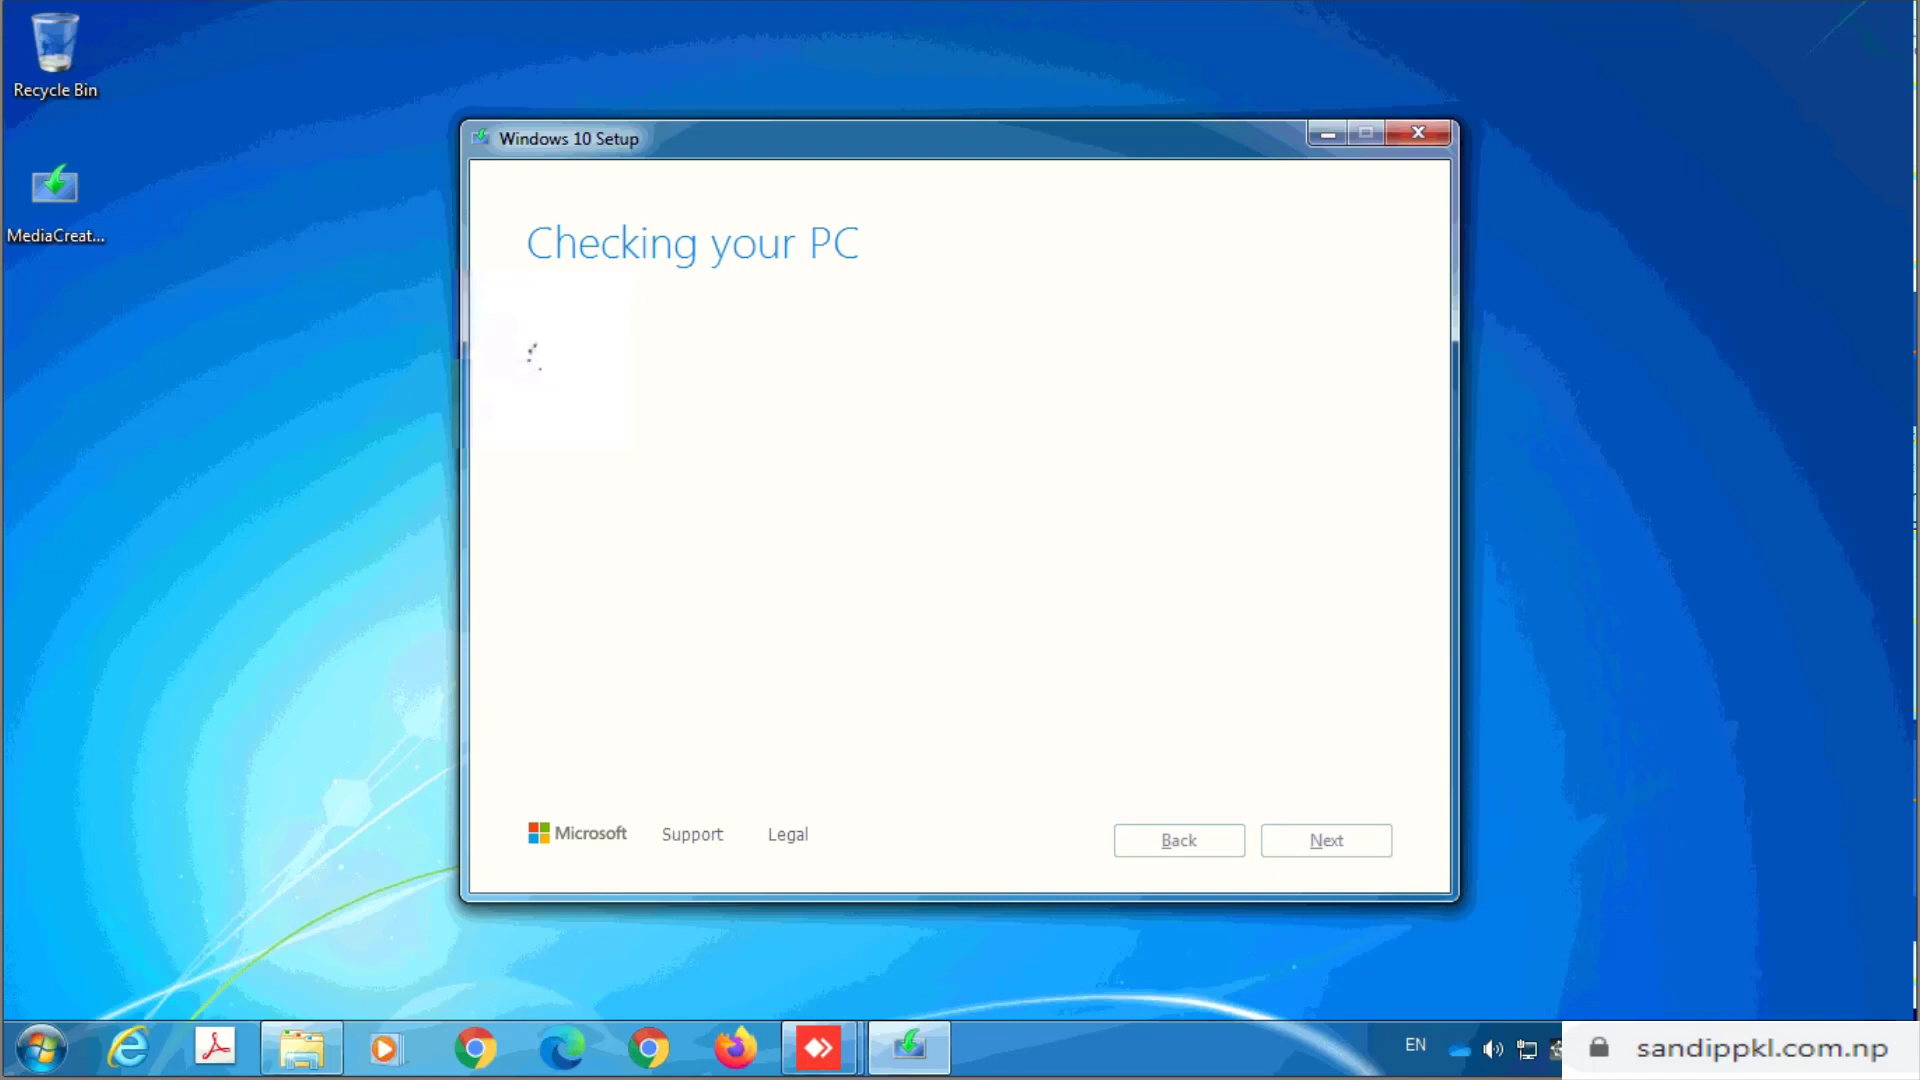 Recycle Bin
MediaCreat...
Windows 10 Setup
Checking your PC
Microsoft
Support
Legal
Back
Next
EN
sandippkl.com.np